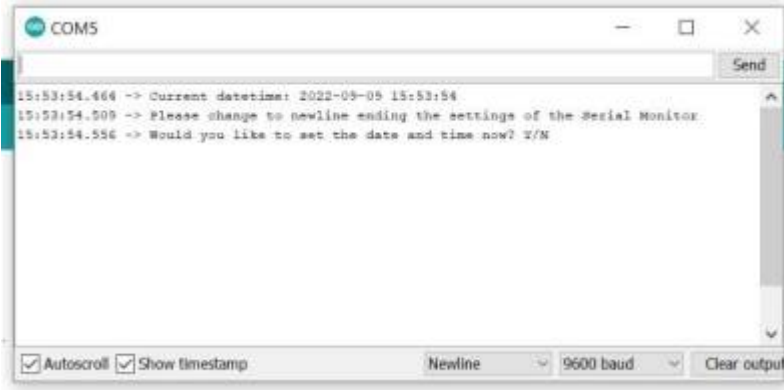 COM5
Send
15:53:54.464 -> Current datetime: 2022-09-09 15:53:54
15:53:54.509 -> Please change to newline ending the settings of the Serial Monitor
15:53:54.556 -> Would you like to set the date and time now? Y/N
Autoscroll Show timestamp Newline 9600 baud Clear output